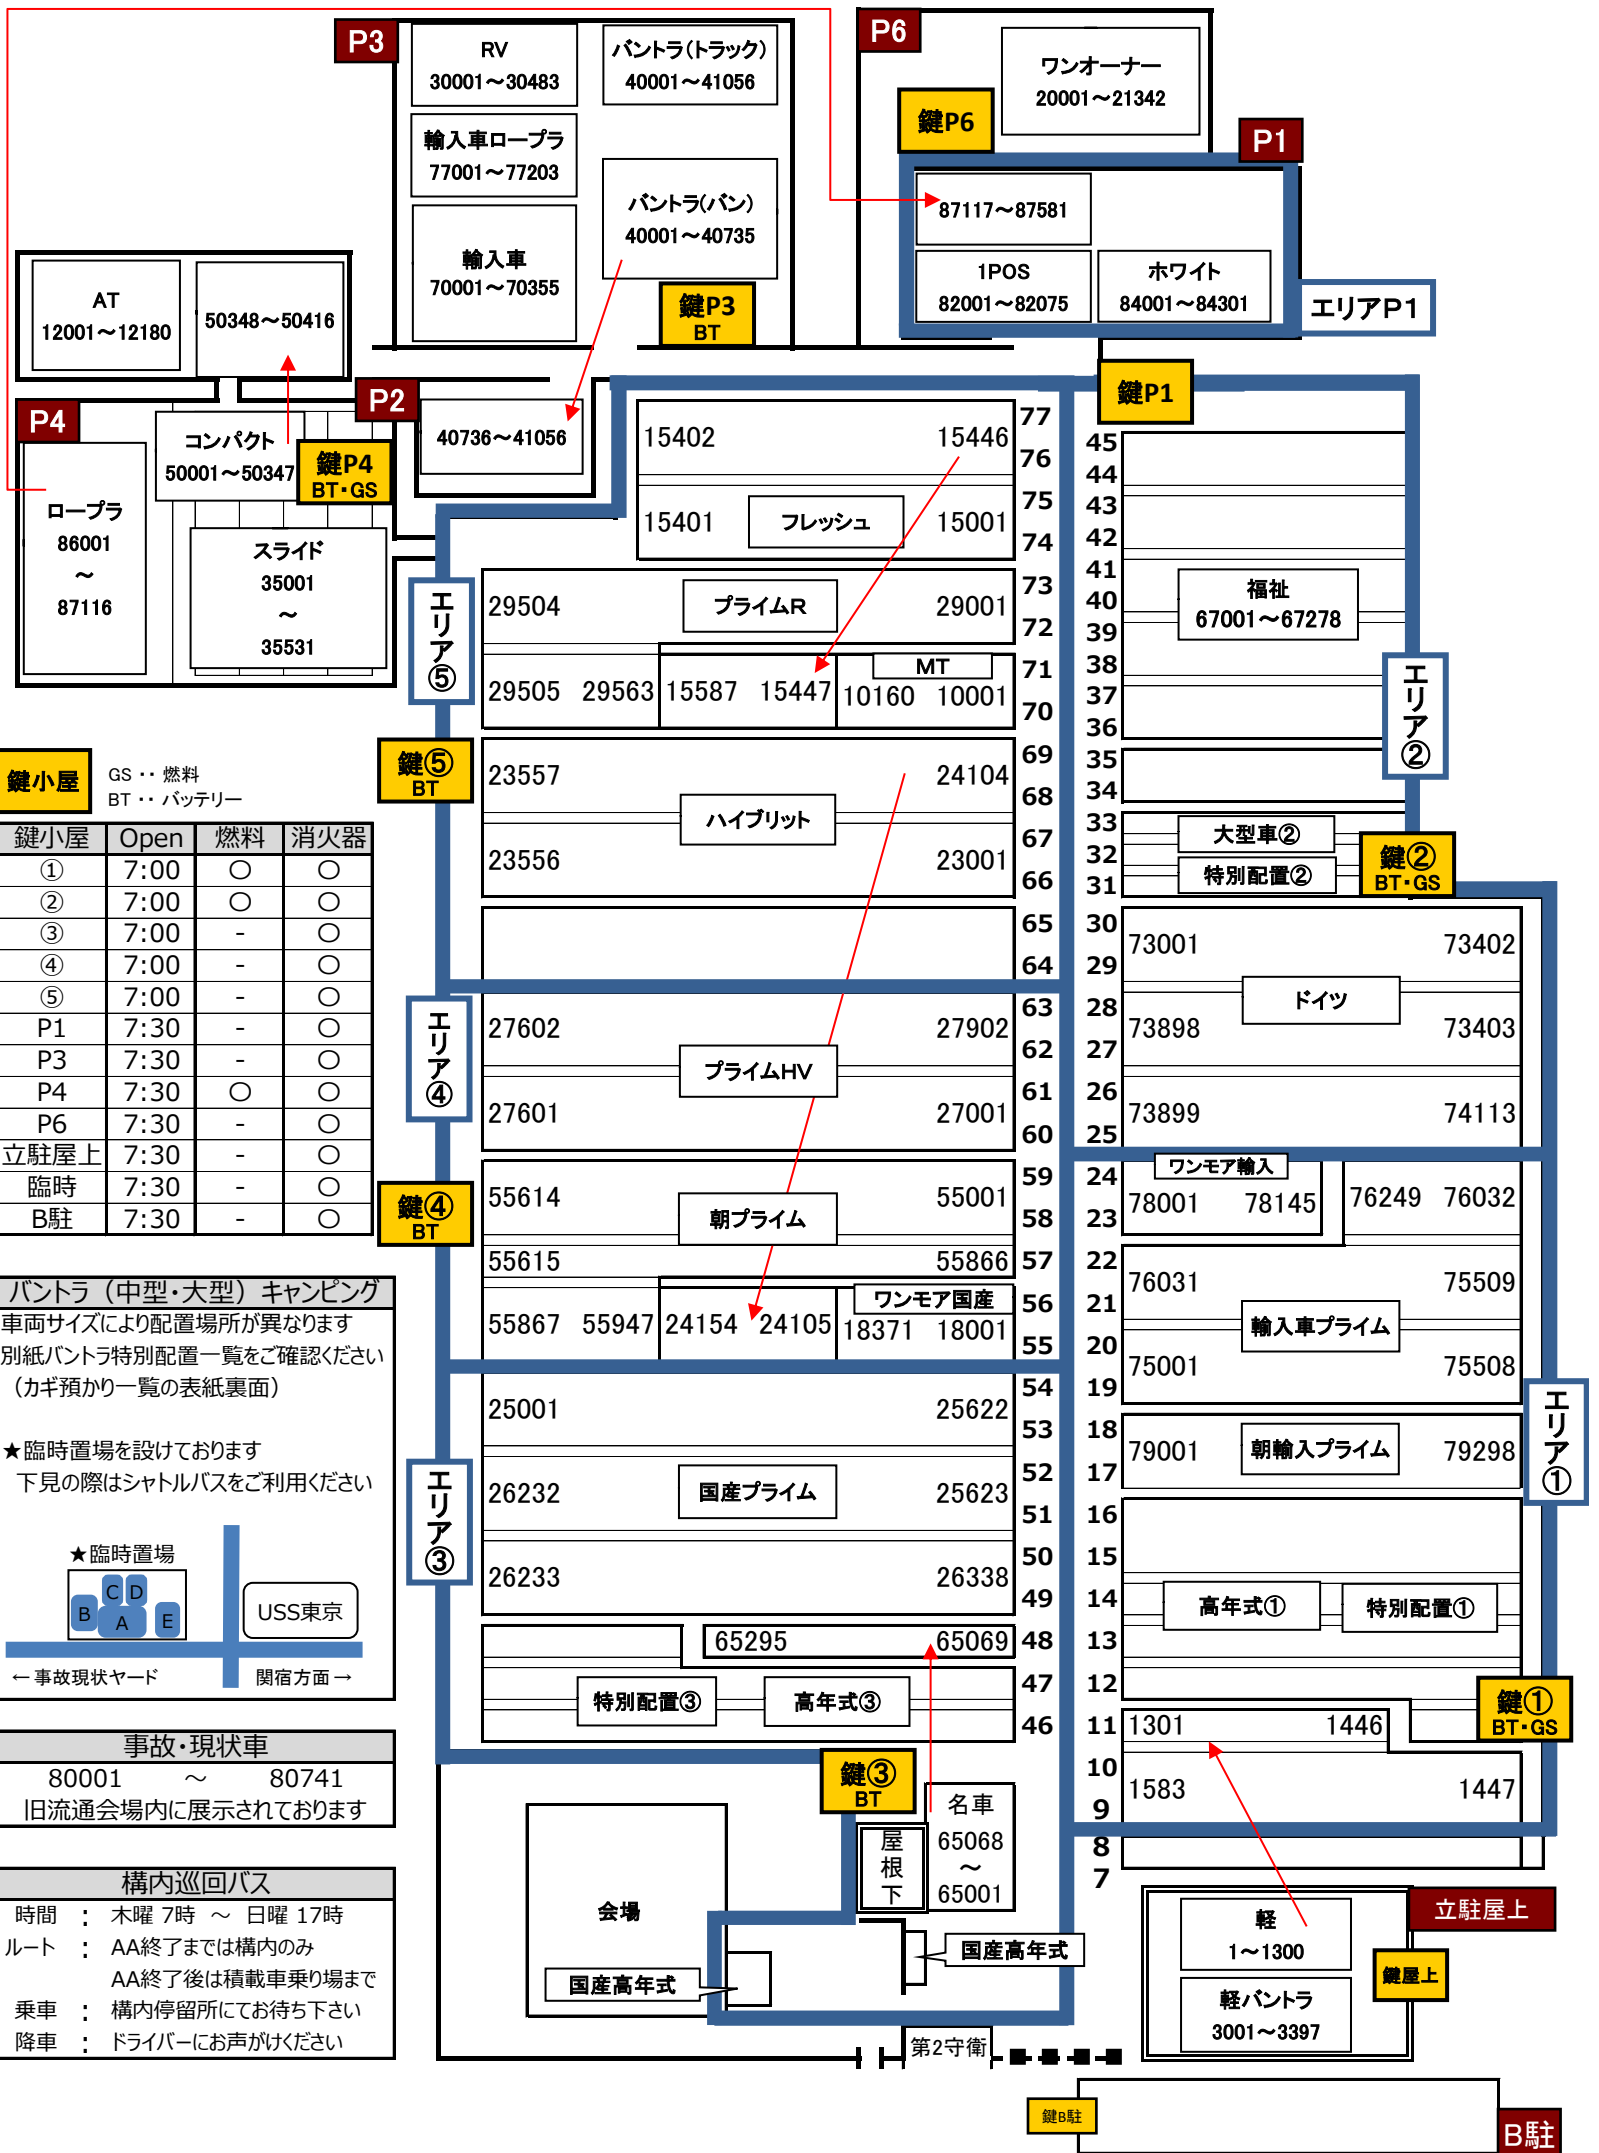 P3
RV
30001～30483
バントラ(トラック)
40001～41056
輸入車ロープラ
77001～77203
バントラ(バン)
40001～40735
輸入車
70001～70355
鍵P3
BT
P6
ワンオーナー
20001～21342
鍵P6
P1
87117～87581
1POS
82001～82075
ホワイト
84001～84301
エリアP1
鍵P1
AT
12001～12180
50348～50416
P4
コンパクト
50001～50347
鍵P4
BT・GS
ロープラ
86001
～
87116
スライド
35001
～
35531
P2
40736～41056
15402 15446
15401 フレッシュ 15001
29504 プライムR 29001
29505 29563 15587 15447 MT 10160 10001
23557 24104
ハイブリット
23556 23001
27602 27902
プライムHV
27601 27001
55614 朝プライム 55001
55615 55866
55867 55947 24154 24105 ワンモア国産 18371 18001
25001 25622
26232 国産プライム 25623
26233 26338
65295 65069
特別配置③ 高年式③
77
76
75
74
73
72
71
70
69
68
67
66
65
64
63
62
61
60
59
58
57
56
55
54
53
52
51
50
49
48
47
46
45
44
43
42
41
40
39
38
37
36
35
34
33
32
31
30
29
28
27
26
25
24
23
22
21
20
19
18
17
16
15
14
13
12
11
10
9
8
7
福祉
67001～67278
大型車②
特別配置②
鍵②
BT・GS
73001 73402
ドイツ
73898 73403
73899 74113
ワンモア輸入
78001 78145 76249 76032
76031 75509
輸入車プライム
75001 75508
79001 朝輸入プライム 79298
高年式① 特別配置①
鍵①
BT・GS
1301 1446
1583 1447
エリア⑤
エリア④
エリア③
エリア②
エリア①
鍵⑤
BT
鍵④
BT
鍵③
BT
鍵小屋
GS ・・ 燃料
BT ・・ バッテリー
鍵小屋 Open 燃料 消火器
① 7:00 〇 〇
② 7:00 〇 〇
③ 7:00 - 〇
④ 7:00 - 〇
⑤ 7:00 - 〇
P1 7:30 - 〇
P3 7:30 - 〇
P4 7:30 〇 〇
P6 7:30 - 〇
立駐屋上 7:30 - 〇
臨時 7:30 - 〇
B駐 7:30 - 〇
バントラ（中型・大型）キャンピング
車両サイズにより配置場所が異なります
別紙バントラ特別配置一覧をご確認ください
（カギ預かり一覧の表紙裏面）
★臨時置場を設けております
下見の際はシャトルバスをご利用ください
★臨時置場
C D
B A E
USS東京
←事故現状ヤード 関宿方面→
事故・現状車
80001 ～ 80741
旧流通会場内に展示されております
構内巡回バス
時間 ： 木曜 7時 ～ 日曜 17時
ルート ： AA終了までは構内のみ
AA終了後は積載車乗り場まで
乗車 ： 構内停留所にてお待ち下さい
降車 ： ドライバーにお声がけください
会場
屋根下
名車
65068
～
65001
国産高年式
国産高年式
第2守衛
立駐屋上
軽
1～1300
鍵屋上
軽バントラ
3001～3397
鍵B駐
B駐